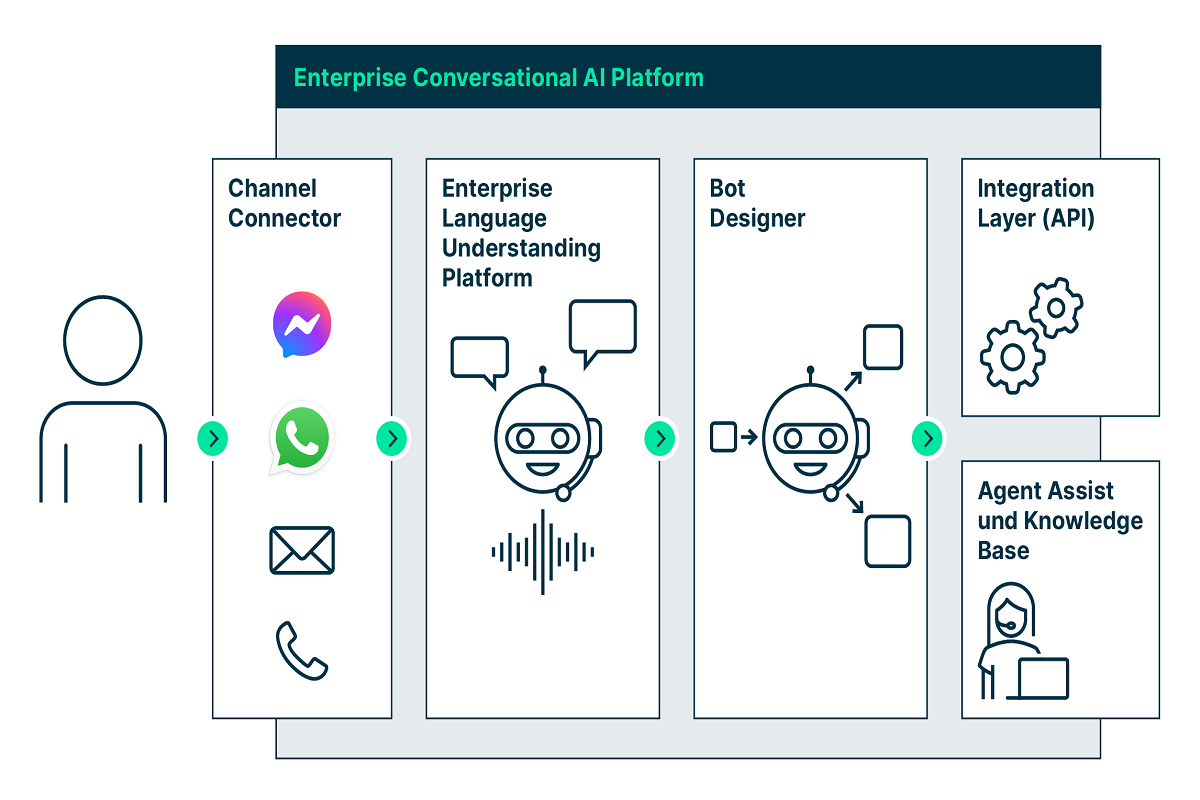 Enterprise Conversational AI Platform
Channel
Connector
Enterprise
Language
Understanding
Platform
Bot
Designer
Integration
Layer (API)
Agent Assist
und Knowledge
Base